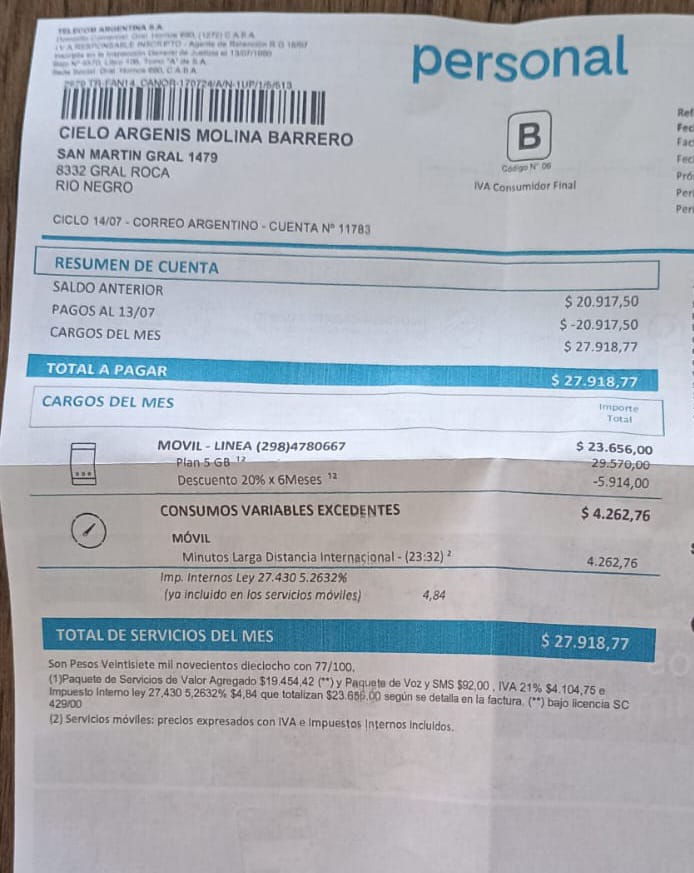 TELECOM ARGENTINA S.A.
Domicilio Comercial: Gral. Hornos 690, (1272) C.A.B.A.
I.V.A RESPONSABLE INSCRIPTO - Agente de Retención R.G 18/97
Inscripta en la Inspección General de Justicia el 13/07/1990
Sede Social: Gral. Hornos 690, C.A.B.A.
personal
CIELO ARGENIS MOLINA BARRERO
SAN MARTIN GRAL 1479
8332 GRAL ROCA
RIO NEGRO
B
Código N° 06
IVA Consumidor Final
Ref
Fec
Fac
Fec
Pró
Per
Per
CICLO 14/07 - CORREO ARGENTINO - CUENTA Nº 11783
RESUMEN DE CUENTA
SALDO ANTERIOR $ 20.917,50
PAGOS AL 13/07 $ -20.917,50
CARGOS DEL MES $ 27.918,77
TOTAL A PAGAR $ 27.918,77
CARGOS DEL MES Importe
Total
MOVIL - LINEA (298)4780667 $ 23.656,00
Plan 5 GB 12 29.570,00
Descuento 20% x 6Meses 12 -5.914,00
CONSUMOS VARIABLES EXCEDENTES $ 4.262,76
MÓVIL
Minutos Larga Distancia Internacional - (23:32) 2 4.262,76
Imp. Internos Ley 27.430 5.2632%
(ya incluido en los servicios móviles) 4,84
TOTAL DE SERVICIOS DEL MES $ 27.918,77
Son Pesos Veintisiete mil novecientos dieciocho con 77/100,
(1)Paquete de Servicios de Valor Agregado $19.454,42 (**) y Paquete de Voz y SMS $92,00 , IVA 21% $4.104,75 e
Impuesto Interno ley 27,430 5,2632% $4,84 que totalizan $23.656,00 según se detalla en la factura. (**) bajo licencia SC
429/00
(2) Servicios móviles: precios expresados con IVA e Impuestos Internos incluidos.